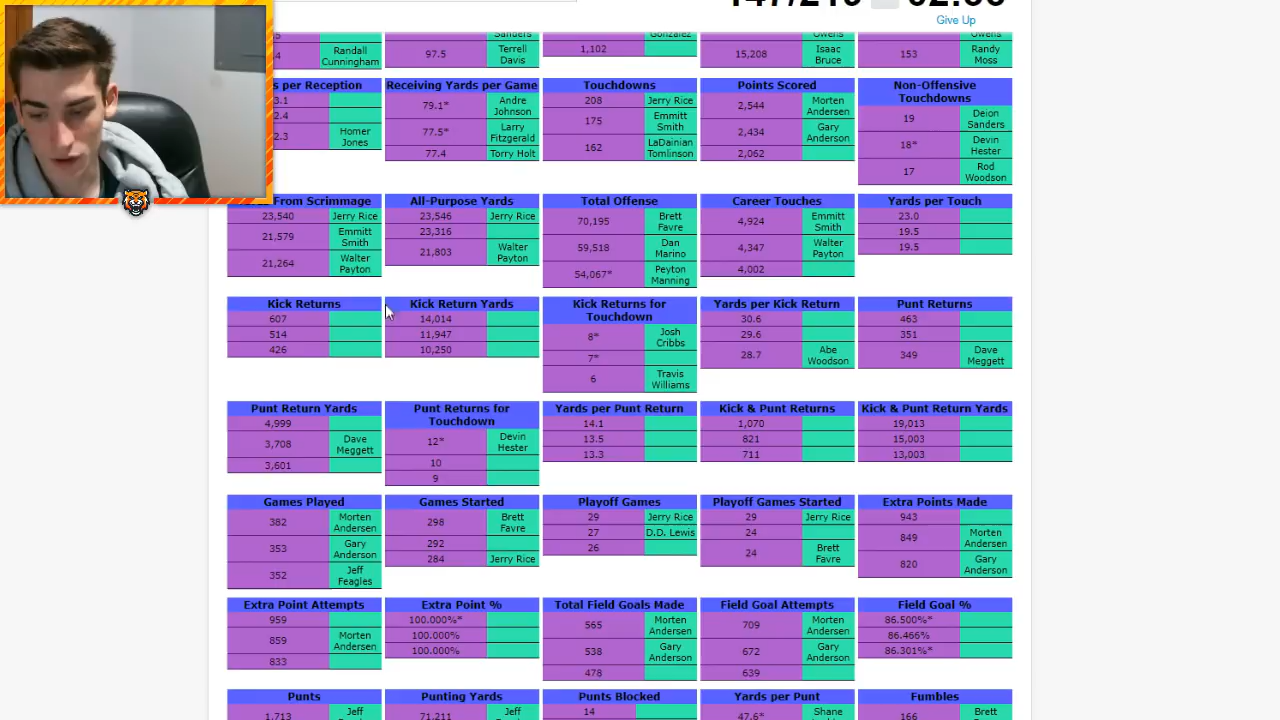 Give Up
Randall
Cunningham
Sanders
97.5 Terrell
Davis
Gonzalez
1,102
Owens
15,208 Isaac
Bruce
Owens
153 Randy
Moss
per Reception
Homer
Jones
Receiving Yards per Game
79.1* Andre
Johnson
77.5* Larry
Fitzgerald
77.4 Torry Holt
Touchdowns
208 Jerry Rice
175 Emmitt
Smith
162 LaDainian
Tomlinson
Points Scored
2,544 Morten
Andersen
2,434 Gary
Anderson
2,062
Non-Offensive
Touchdowns
19 Deion
Sanders
18* Devin
Hester
17 Rod
Woodson
From Scrimmage
23,540 Jerry Rice
21,579 Emmitt
Smith
21,264 Walter
Payton
All-Purpose Yards
23,546 Jerry Rice
23,316
21,803 Walter
Payton
Total Offense
70,195 Brett
Favre
59,518 Dan
Marino
54,067* Peyton
Manning
Career Touches
4,924 Emmitt
Smith
4,347 Walter
Payton
4,002
Yards per Touch
23.0
19.5
19.5
Kick Returns
607
514
426
Kick Return Yards
14,014
11,947
10,250
Kick Returns for
Touchdown
8* Josh
Cribbs
7*
6 Travis
Williams
Yards per Kick Return
30.6
29.6
28.7 Abe
Woodson
Punt Returns
463
351
349 Dave
Meggett
Punt Return Yards
4,999
3,708 Dave
Meggett
3,601
Punt Returns for
Touchdown
12* Devin
Hester
10
9
Yards per Punt Return
14.1
13.5
13.3
Kick & Punt Returns
1,070
821
711
Kick & Punt Return Yards
19,013
15,003
13,003
Games Played
382 Morten
Andersen
353 Gary
Anderson
352 Jeff
Feagles
Games Started
298 Brett
Favre
292
284 Jerry Rice
Playoff Games
29 Jerry Rice
27 D.D. Lewis
26
Playoff Games Started
29 Jerry Rice
24
24 Brett
Favre
Extra Points Made
943
849 Morten
Andersen
820 Gary
Anderson
Extra Point Attempts
959
859 Morten
Andersen
833
Extra Point %
100.000%*
100.000%
100.000%
Total Field Goals Made
565 Morten
Andersen
538 Gary
Anderson
478
Field Goal Attempts
709 Morten
Andersen
672 Gary
Anderson
639
Field Goal %
86.500%*
86.466%
86.301%*
Punts
1,713 Jeff
Punting Yards
71,211 Jeff
Punts Blocked
14
Yards per Punt
47.6* Shane
Fumbles
166 Brett